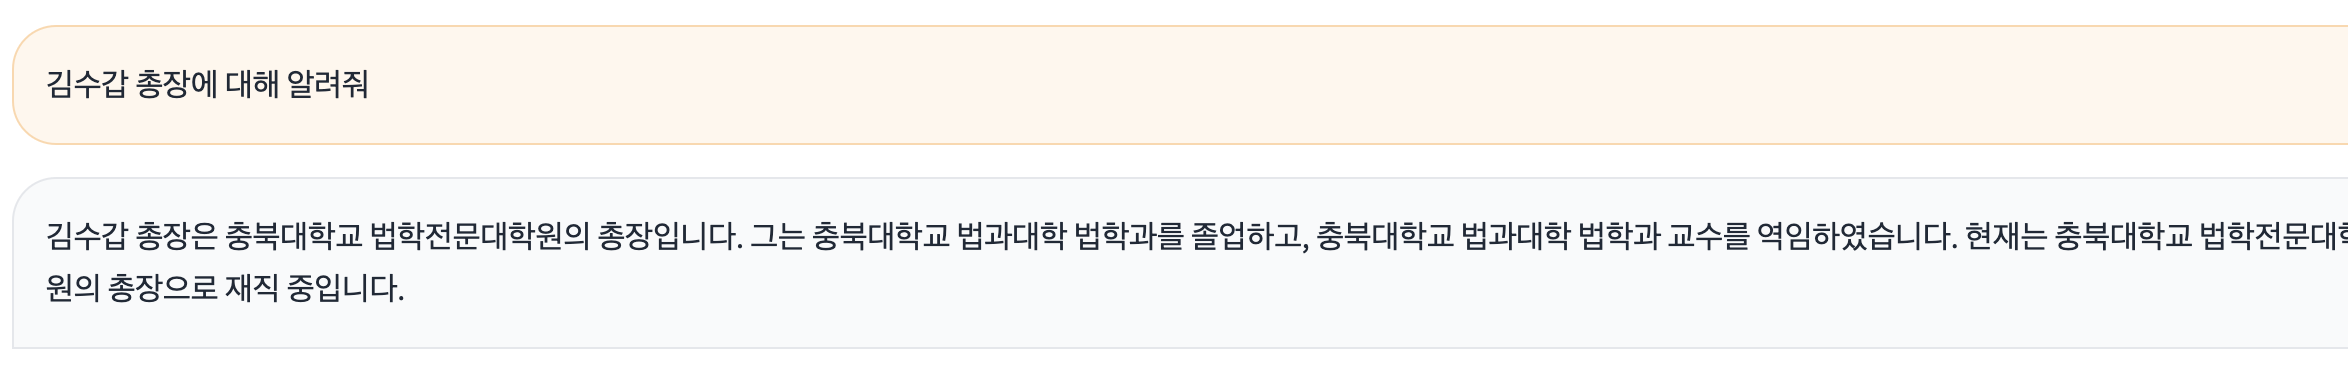 김수갑 총장에 대해 알려줘
김수갑 총장은 충북대학교 법학전문대학원의 총장입니다. 그는 충북대학교 법과대학 법학과를 졸업하고, 충북대학교 법과대학 법학과 교수를 역임하였습니다. 현재는 충북대학교 법학전문대학
원의 총장으로 재직 중입니다.